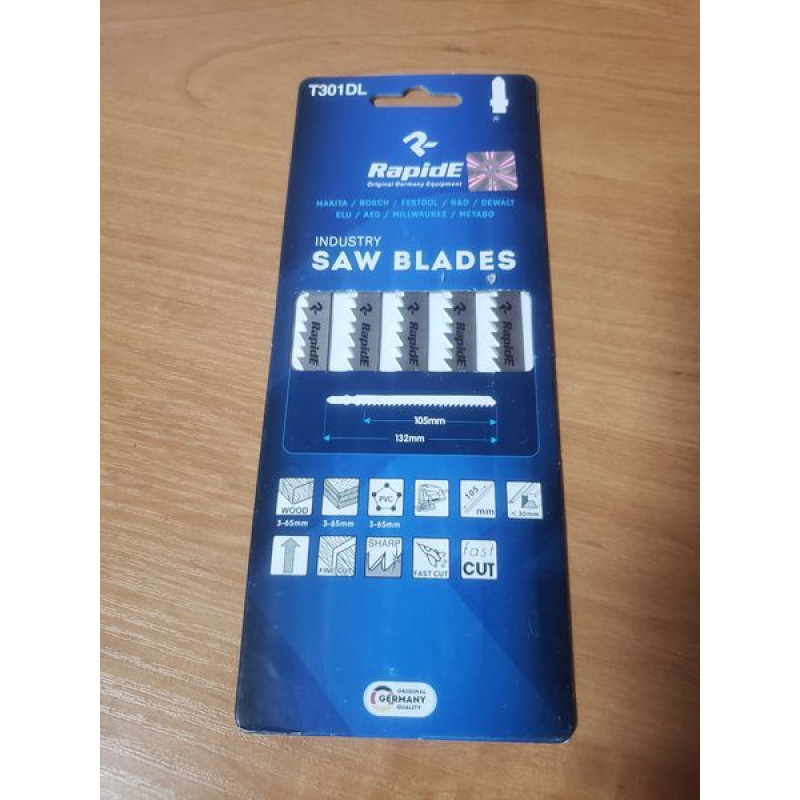 T301DL
RapidE
Original Germany Equipment
MAKITA / BOSCH / FESTOOL / B&D / DEWALT
ELU / AEG / MILLWAUKEE / METABO
INDUSTRY
SAW BLADES
RapidE RapidE RapidE RapidE RapidE
105mm
132mm
WOOD PVC 105 mm < 30mm
3-65mm 3-65mm 3-65mm
FINE CUT SHARP FAST CUT fast CUT
ORIGINAL
GERMANY
QUALITY